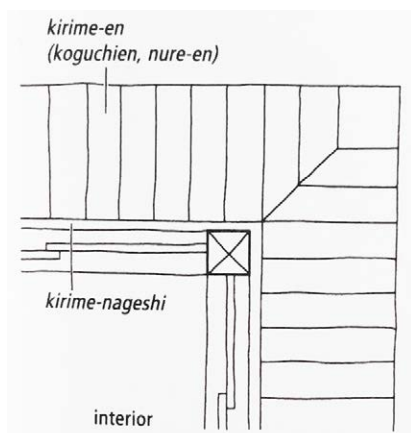 kirime-en
(koguchien, nure-en)
kirime-nageshi
interior